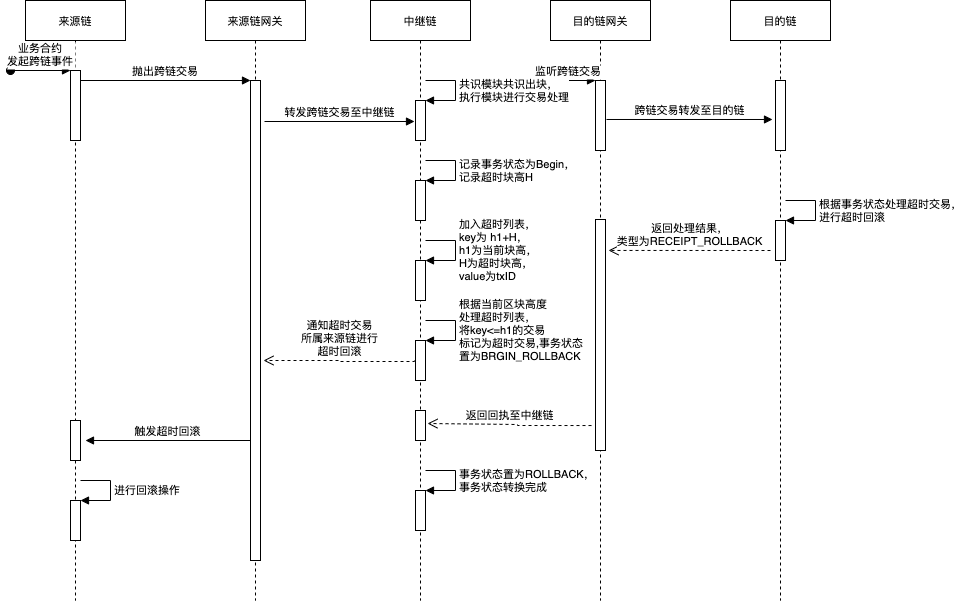 来源链
来源链网关
中继链
目的链网关
目的链
业务合约
发起跨链事件
抛出跨链交易
监听跨链交易
共识模块共识出块，
执行模块进行交易处理
转发跨链交易至中继链
跨链交易转发至目的链
记录事务状态为Begin，
记录超时块高H
根据事务状态处理超时交易，
进行超时回滚
加入超时列表，
key为 h1+H，
h1为当前块高，
H为超时块高，
value为txID
返回处理结果，
类型为RECEIPT_ROLLBACK
根据当前区块高度
处理超时列表，
将key<=h1的交易
标记为超时交易,事务状态
置为BRGIN_ROLLBACK
通知超时交易
所属来源链进行
超时回滚
返回回执至中继链
触发超时回滚
事务状态置为ROLLBACK，
事务状态转换完成
进行回滚操作